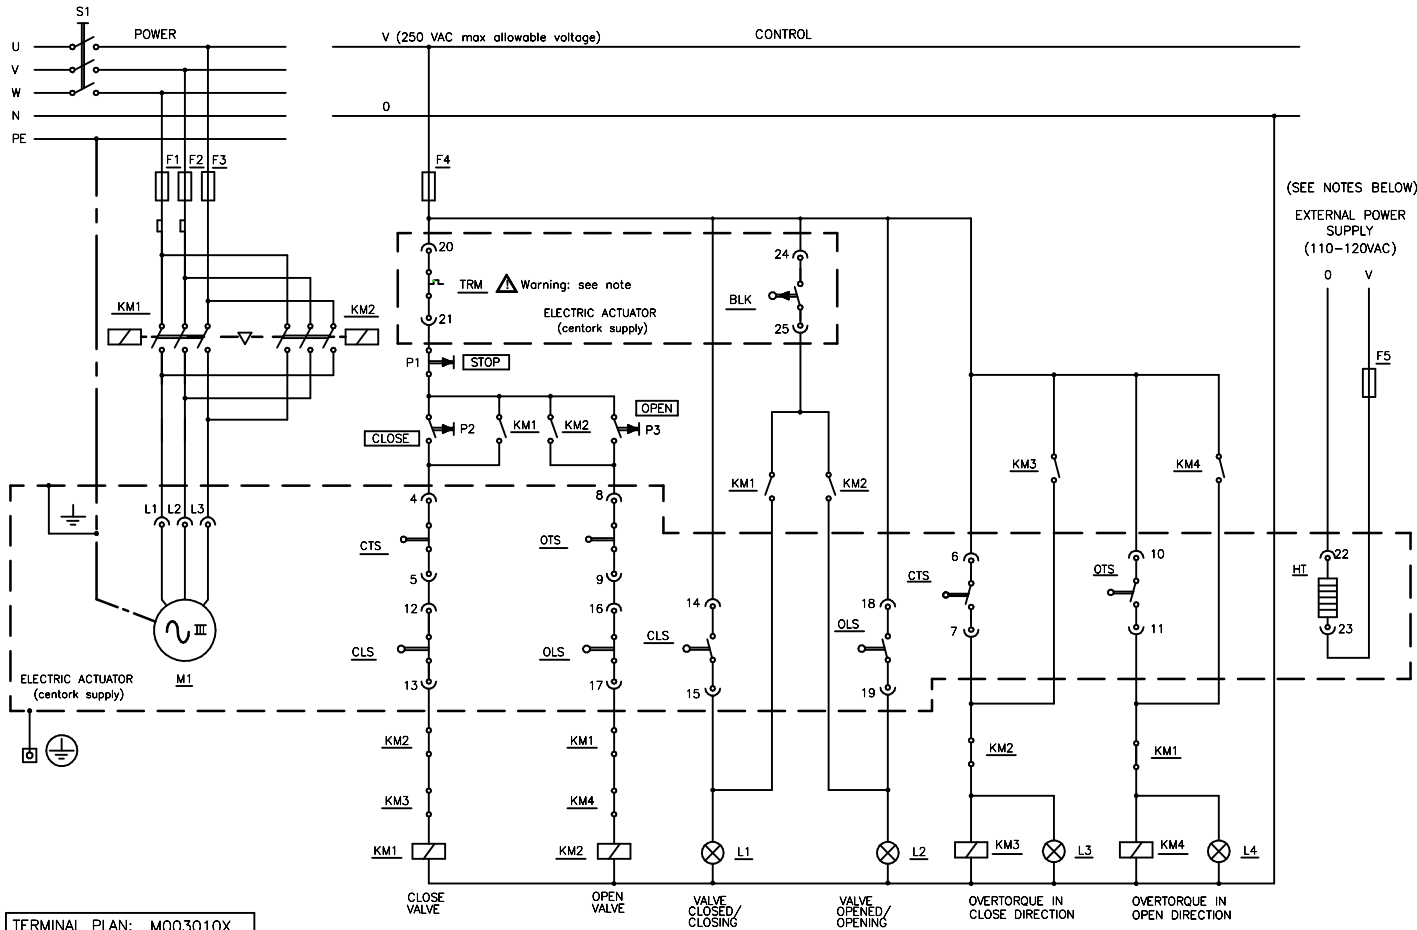 S1
POWER
V (250 VAC max allowable voltage)
CONTROL
U
V
W
N
PE
0
F1
F2
F3
F4
(SEE NOTES BELOW)
EXTERNAL POWER
SUPPLY
(110-120VAC)
0
V
20
24
TRM
Warning: see note
BLK
ELECTRIC ACTUATOR
(centork supply)
21
25
KM1
KM2
P1
STOP
F5
OPEN
CLOSE
P2
KM1
KM2
P3
KM3
KM4
KM1
KM2
4
8
L1
L2
L3
CTS
OTS
6
10
22
5
9
CTS
OTS
HT
12
16
14
18
7
11
23
CLS
OLS
CLS
OLS
13
17
15
19
M1
ELECTRIC ACTUATOR
(centork supply)
KM2
KM1
KM2
KM1
KM3
KM4
KM1
KM2
L1
L2
KM3
L3
KM4
L4
CLOSE
VALVE
OPEN
VALVE
VALVE
CLOSED/
CLOSING
VALVE
OPENED/
OPENING
OVERTORQUE IN
CLOSE DIRECTION
OVERTORQUE IN
OPEN DIRECTION
TERMINAL PLAN: M003010X